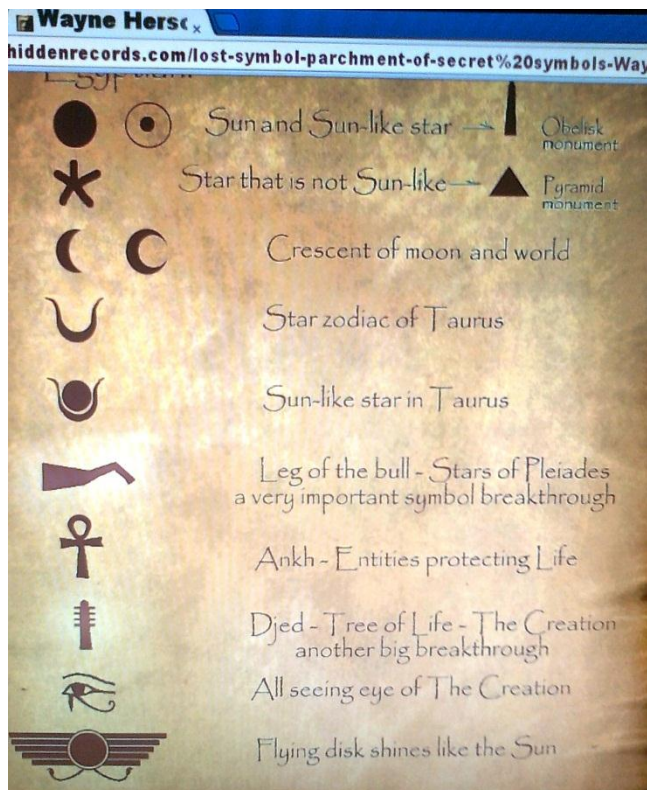 Wayne Hersc
hiddenrecords.com/lost-symbol-parchment-of-secret%20symbols-Way
Egyptian
Sun and Sun-like star
Obelisk
monument
Star that is not Sun-like
Pyramid
monument
Crescent of moon and world
Star zodiac of Taurus
Sun-like star in Taurus
Leg of the bull - Stars of Pleiades
a very important symbol breakthrough
Ankh - Entities protecting Life
Djed - Tree of Life - The Creation
another big breakthrough
All seeing eye of The Creation
Flying disk shines like the Sun